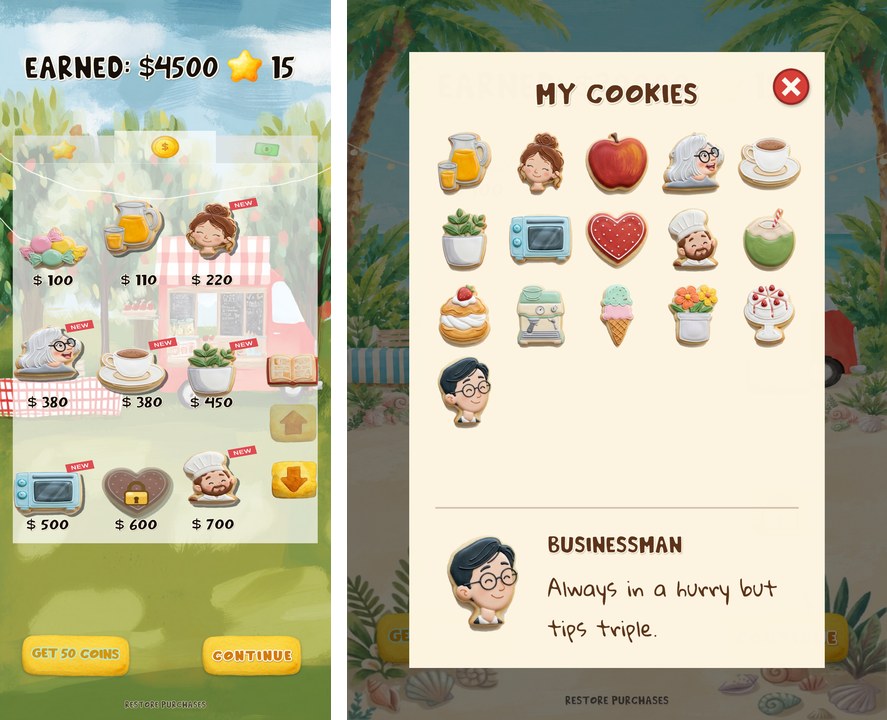 EARNED: $4500 15
$
NEW
$ 100
$ 110
$ 220
NEW
NEW
NEW
$ 380
$ 380
$ 450
NEW
NEW
$ 500
$ 600
$ 700
GET 50 COINS
CONTINUE
RESTORE PURCHASES
MY COOKIES
BUSINESSMAN
Always in a hurry but
tips triple.
GE
E
RESTORE PURCHASES